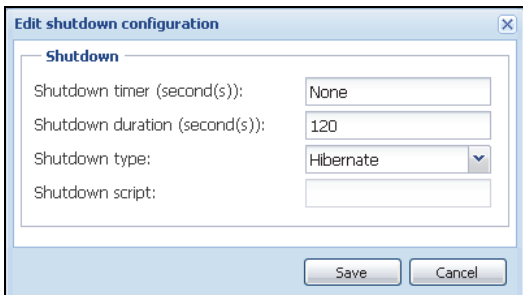 Edit shutdown configuration
Shutdown
Shutdown timer (second(s)): None
Shutdown duration (second(s)): 120
Shutdown type: Hibernate
Shutdown script:
Save Cancel